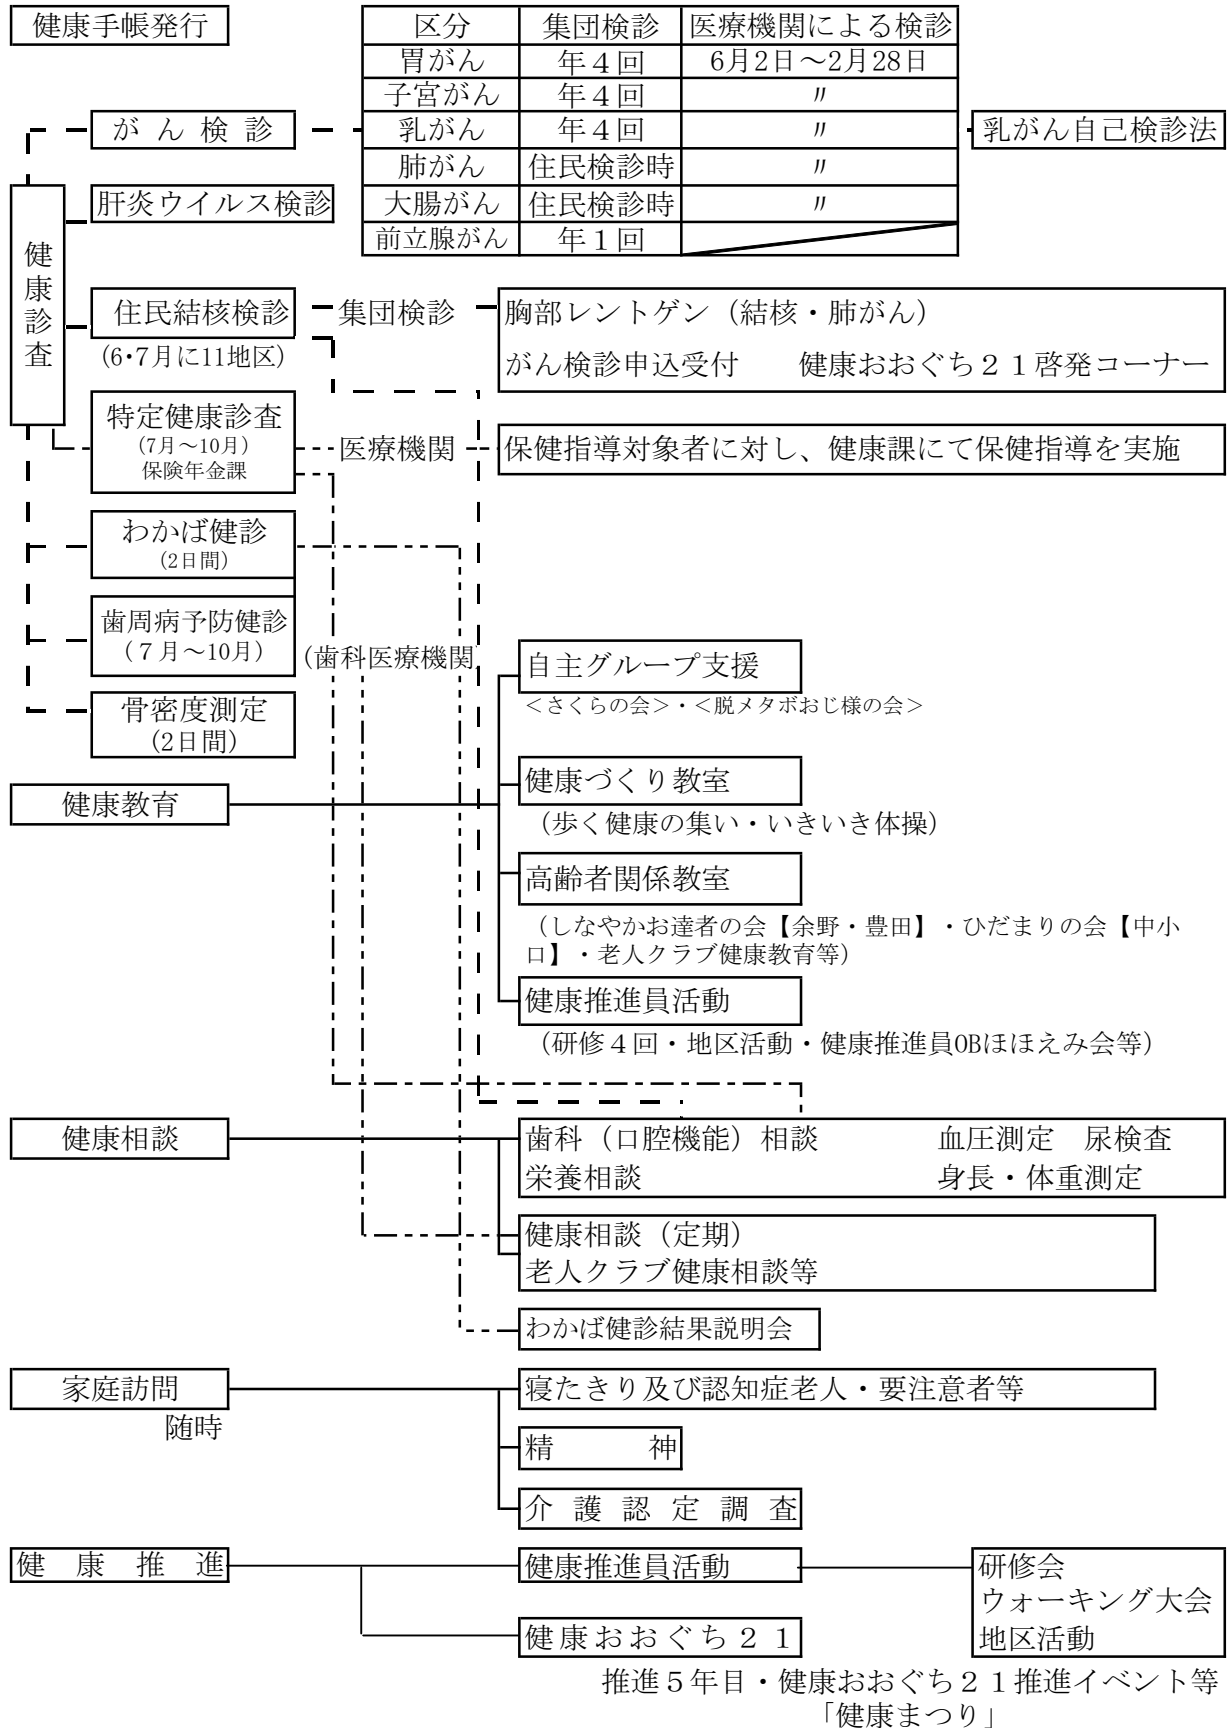 健康手帳発行
区分 集団検診 医療機関による検診
胃がん 年４回 6月2日～2月28日
子宮がん 年４回 〃
乳がん 年４回 〃
肺がん 住民検診時 〃
大腸がん 住民検診時 〃
前立腺がん 年１回
が ん 検 診
乳がん自己検診法
肝炎ウイルス検診
健康診査
住民結核検診
(6･7月に11地区)
集団検診
胸部レントゲン（結核・肺がん）
がん検診申込受付 健康おおぐち２１啓発コーナー
特定健康診査
(7月～10月)
保険年金課
医療機関
保健指導対象者に対し、健康課にて保健指導を実施
わかば健診
(2日間)
歯周病予防健診
(７月～10月)
(歯科医療機関
骨密度測定
(2日間)
自主グループ支援
＜さくらの会＞・＜脱メタボおじ様の会＞
健康教育
健康づくり教室
（歩く健康の集い・いきいき体操）
高齢者関係教室
（しなやかお達者の会【余野・豊田】・ひだまりの会【中小
口】・老人クラブ健康教育等）
健康推進員活動
（研修４回・地区活動・健康推進員OBほほえみ会等）
健康相談
歯科（口腔機能）相談 血圧測定 尿検査
栄養相談 身長・体重測定
健康相談（定期）
老人クラブ健康相談等
わかば健診結果説明会
家庭訪問
随時
寝たきり及び認知症老人・要注意者等
精 神
介 護 認 定 調 査
健 康 推 進
健康推進員活動
研修会
ウォーキング大会
地区活動
健康おおぐち２１
推進５年目・健康おおぐち２１推進イベント等
「健康まつり」